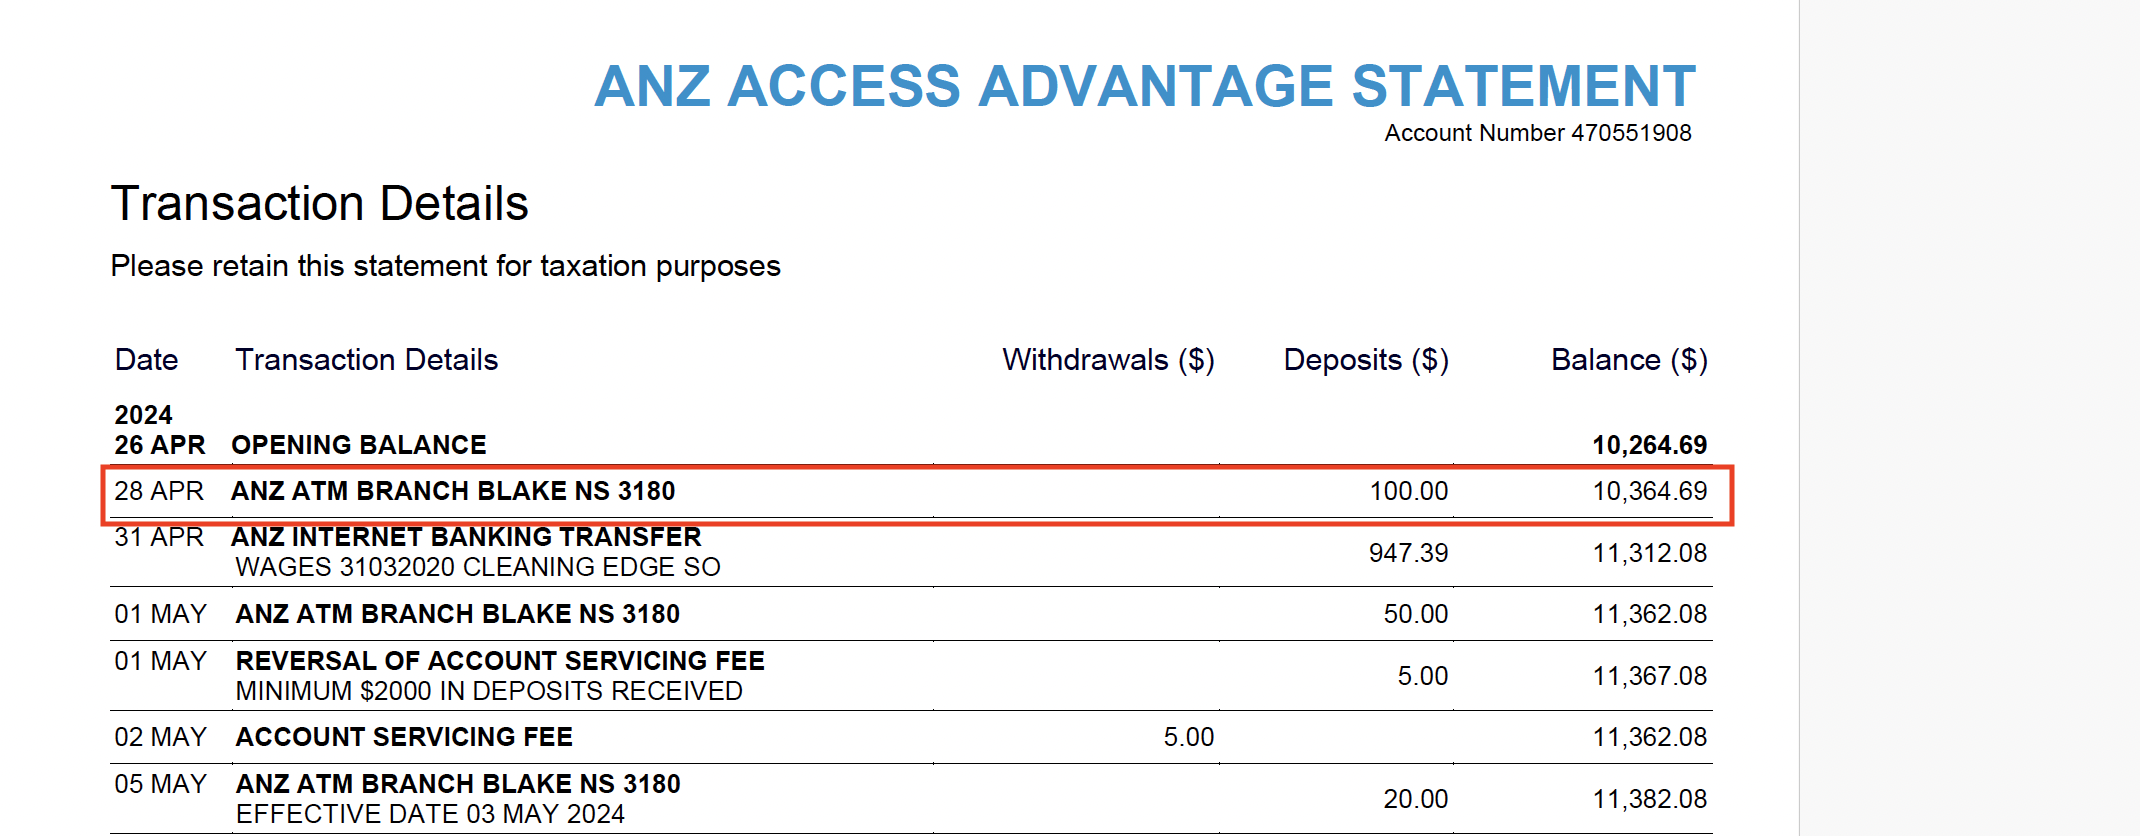 ANZ ACCESS ADVANTAGE STATEMENT
Account Number 470551908
Transaction Details
Please retain this statement for taxation purposes
Date Transaction Details Withdrawals ($) Deposits ($) Balance ($)
2024
26 APR OPENING BALANCE 10,264.69
28 APR ANZ ATM BRANCH BLAKE NS 3180 100.00 10,364.69
31 APR ANZ INTERNET BANKING TRANSFER
WAGES 31032020 CLEANING EDGE SO 947.39 11,312.08
01 MAY ANZ ATM BRANCH BLAKE NS 3180 50.00 11,362.08
01 MAY REVERSAL OF ACCOUNT SERVICING FEE
MINIMUM $2000 IN DEPOSITS RECEIVED 5.00 11,367.08
02 MAY ACCOUNT SERVICING FEE 5.00 11,362.08
05 MAY ANZ ATM BRANCH BLAKE NS 3180
EFFECTIVE DATE 03 MAY 2024 20.00 11,382.08